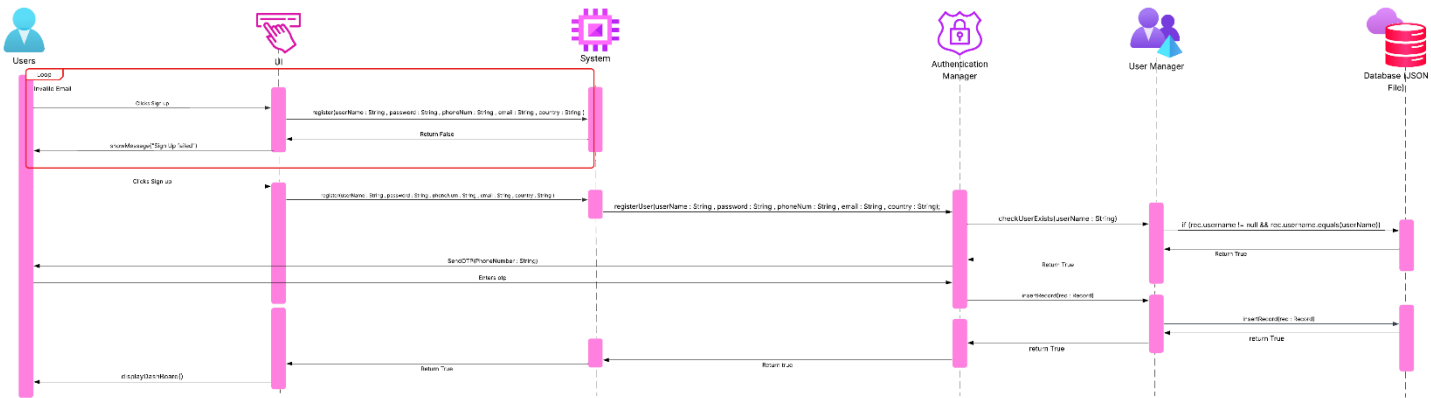 Users
UI
System
Authentication
Manager
User Manager
Database (JSON
File)
Loop
Invalid Email
Clicks Sign up
register(userName : String , password : String , phoneNum : String , email : String , country : String )
Return False
showMessage("Sign Up failed")
Clicks Sign up
register(userName : String , password : String , phoneNum : String , email : String , country : String )
registerUser(userName : String , password : String , phoneNum : String , email : String , country : String);
checkUserExists(userName : String)
if (rec.username != null && rec.username.equals(userName))
Return True
Return True
SendOTP(PhoneNumber : String)
Enters otp
insertRecord(rec : Record)
insertRecord(rec : Record)
return True
return True
Return true
Return True
displayDashBoard()